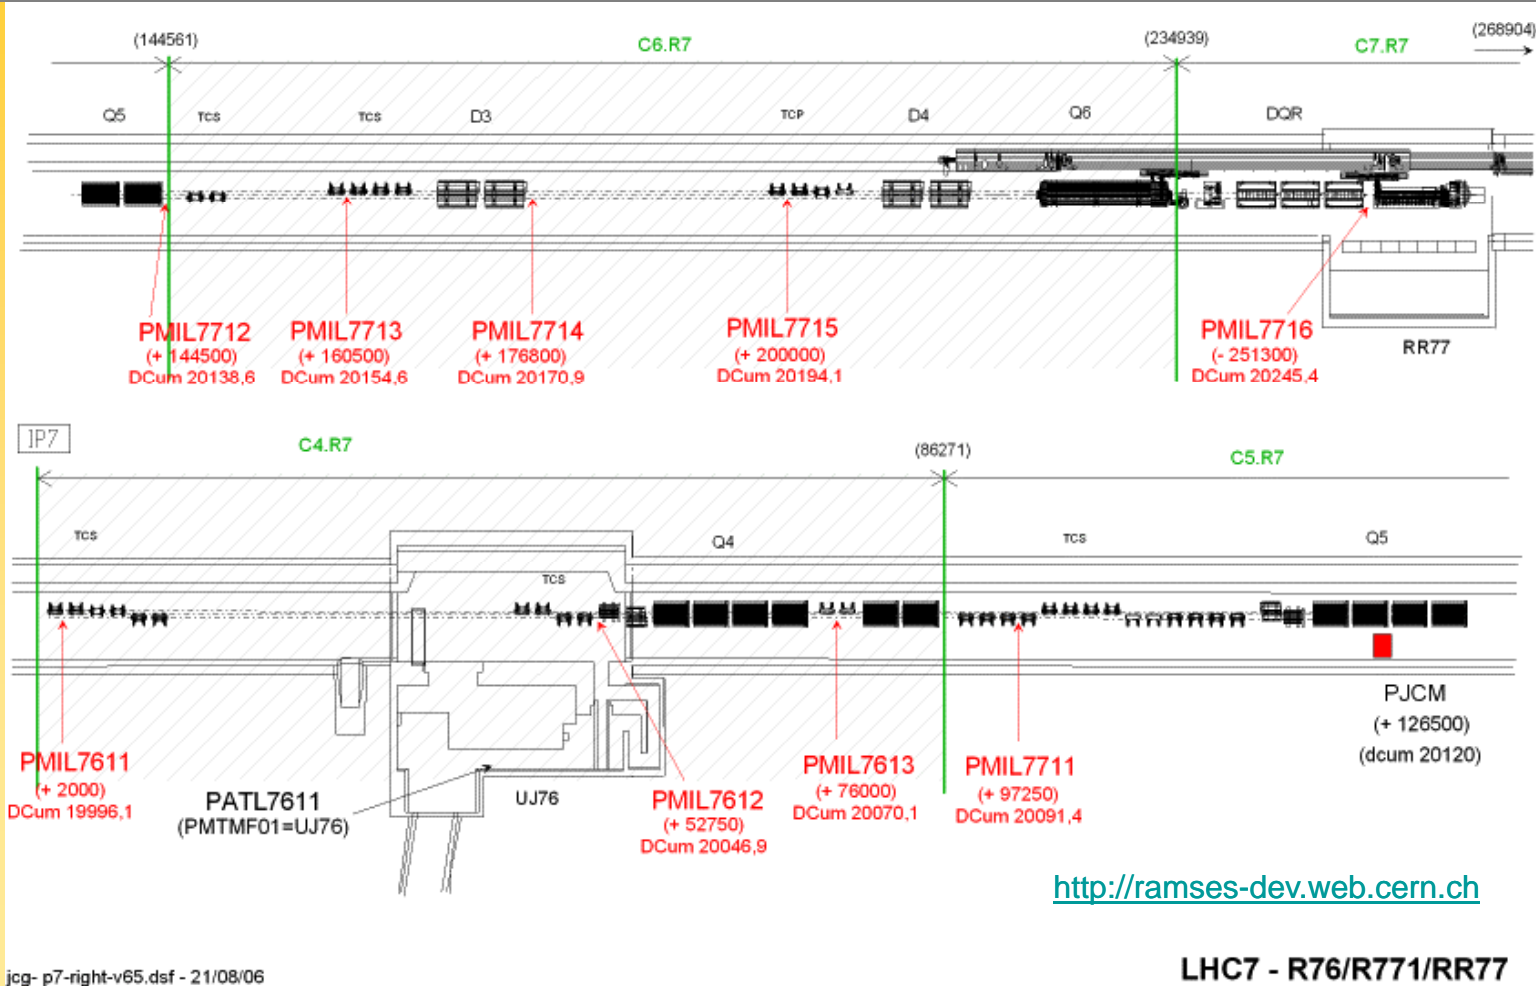 (144561)
C6.R7
(234939)
C7.R7
(268904)
Q5
TCS
TCS
D3
TCP
D4
Q6
DQR
PMIL7712
(+ 144500)
DCum 20138,6
PMIL7713
(+ 160500)
DCum 20154,6
PMIL7714
(+ 176800)
DCum 20170,9
PMIL7715
(+ 200000)
DCum 20194,1
PMIL7716
(- 251300)
DCum 20245,4
RR77
IP7
C4.R7
(86271)
C5.R7
TCS
TCS
Q4
TCS
Q5
PMIL7611
(+ 2000)
DCum 19996,1
PATL7611
(PMTMF01=UJ76)
UJ76
PMIL7612
(+ 52750)
DCum 20046,9
PMIL7613
(+ 76000)
DCum 20070,1
PMIL7711
(+ 97250)
DCum 20091,4
PJCM
(+ 126500)
(dcum 20120)
http://ramses-dev.web.cern.ch
jcg- p7-right-v65.dsf - 21/08/06
LHC7 - R76/R771/RR77